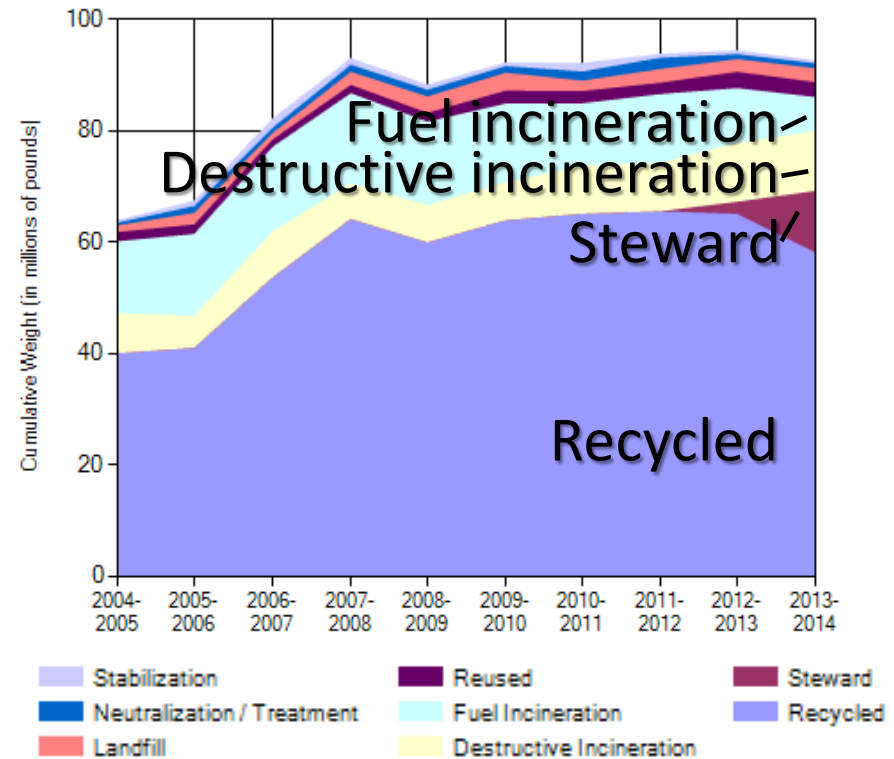 100
80
60
40
20
0
Cumulative Weight (in millions of pounds)
Fuel incineration
Destructive incineration
Steward
Recycled
2004-
2005
2005-
2006
2006-
2007
2007-
2008
2008-
2009
2009-
2010
2010-
2011
2011-
2012
2012-
2013
2013-
2014
Stabilization
Reused
Steward
Neutralization / Treatment
Fuel Incineration
Recycled
Landfill
Destructive Incineration